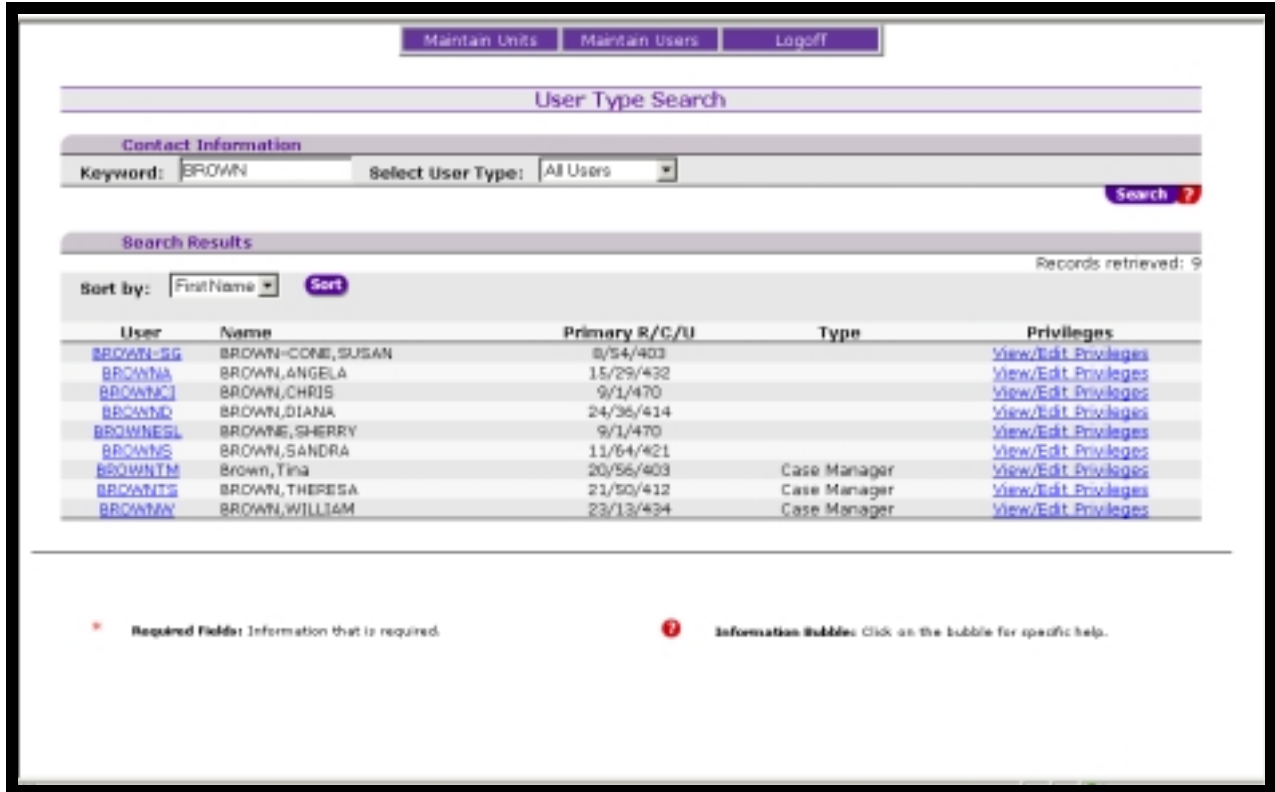 Maintain Units Maintain Users Logoff
User Type Search
Contact Information
Keyword: BROWN Select User Type: All Users
Search ?
Search Results
Records retrieved: 9
Sort by: First Name Sort
User Name Primary R/C/U Type Privileges
BROWN-SG BROWN-CONE,SUSAN 8/54/403 View/Edit Privileges
BROWNA BROWN,ANGELA 15/29/432 View/Edit Privileges
BROWNCI BROWN,CHRIS 9/1/470 View/Edit Privileges
BROWND BROWN,DIANA 24/36/414 View/Edit Privileges
BROWNESL BROWNE,SHERRY 9/1/470 View/Edit Privileges
BROWNS BROWN,SANDRA 11/64/421 View/Edit Privileges
BROWNTM Brown,Tina 20/56/403 Case Manager View/Edit Privileges
BROWNTS BROWN,THERESA 21/50/412 Case Manager View/Edit Privileges
BROWNW BROWN,WILLIAM 23/13/434 Case Manager View/Edit Privileges
* Required Fields: Information that is required. ? Information Bubble: Click on the bubble for specific help.